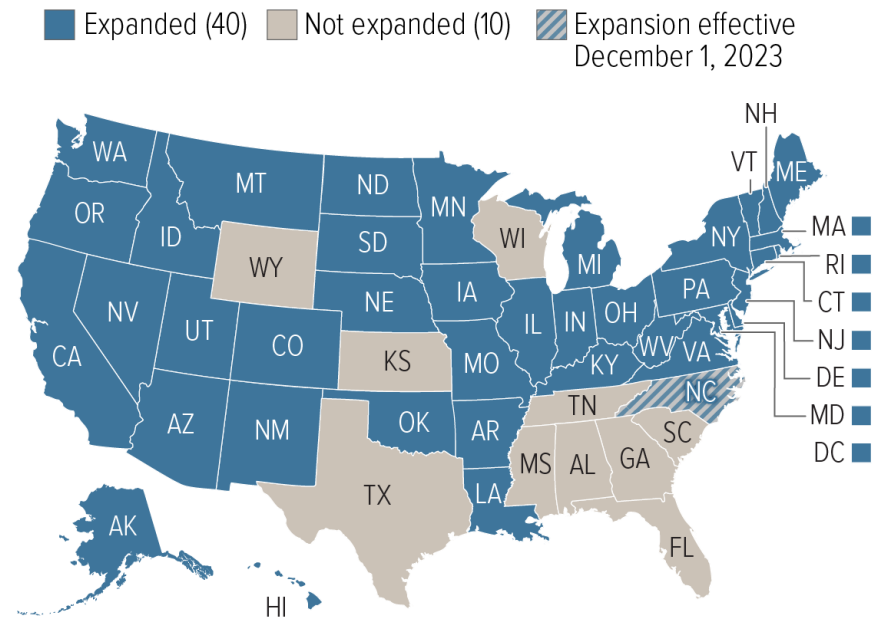 Expanded (40)
Not expanded (10)
Expansion effective
December 1, 2023
NH
VT
ME
WA
MT
ND
MN
OR
ID
SD
WI
NY
MA
WY
MI
RI
IA
PA
NE
CT
NV
UT
CO
IL
IN
OH
NJ
CA
KS
MO
WV
VA
KY
DE
NC
MD
AZ
NM
OK
AR
TN
SC
DC
MS
AL
GA
TX
LA
AK
FL
HI